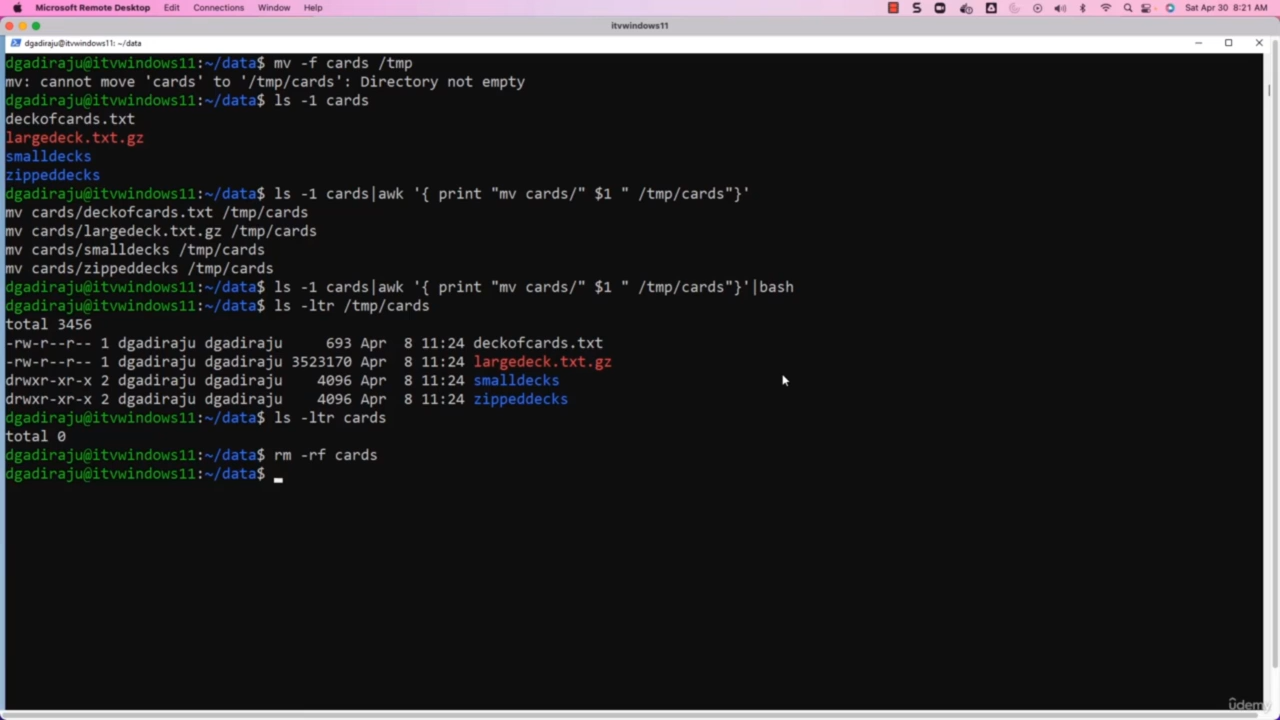 Microsoft Remote Desktop Edit Connections Window Help Sat Apr 30 8:21 AM
itvwindows11
dgadiraju@itvwindows11: ~/data
dgadiraju@itvwindows11:~/data$ mv -f cards /tmp
mv: cannot move 'cards' to '/tmp/cards': Directory not empty
dgadiraju@itvwindows11:~/data$ ls -1 cards
deckofcards.txt
largedeck.txt.gz
smalldecks
zippeddecks
dgadiraju@itvwindows11:~/data$ ls -1 cards|awk '{ print "mv cards/" $1 " /tmp/cards"}'
mv cards/deckofcards.txt /tmp/cards
mv cards/largedeck.txt.gz /tmp/cards
mv cards/smalldecks /tmp/cards
mv cards/zippeddecks /tmp/cards
dgadiraju@itvwindows11:~/data$ ls -1 cards|awk '{ print "mv cards/" $1 " /tmp/cards"}'|bash
dgadiraju@itvwindows11:~/data$ ls -ltr /tmp/cards
total 3456
-rw-r--r-- 1 dgadiraju dgadiraju     693 Apr  8 11:24 deckofcards.txt
-rw-r--r-- 1 dgadiraju dgadiraju 3523170 Apr  8 11:24 largedeck.txt.gz
drwxr-xr-x 2 dgadiraju dgadiraju    4096 Apr  8 11:24 smalldecks
drwxr-xr-x 2 dgadiraju dgadiraju    4096 Apr  8 11:24 zippeddecks
dgadiraju@itvwindows11:~/data$ ls -ltr cards
total 0
dgadiraju@itvwindows11:~/data$ rm -rf cards
dgadiraju@itvwindows11:~/data$
ûdemy